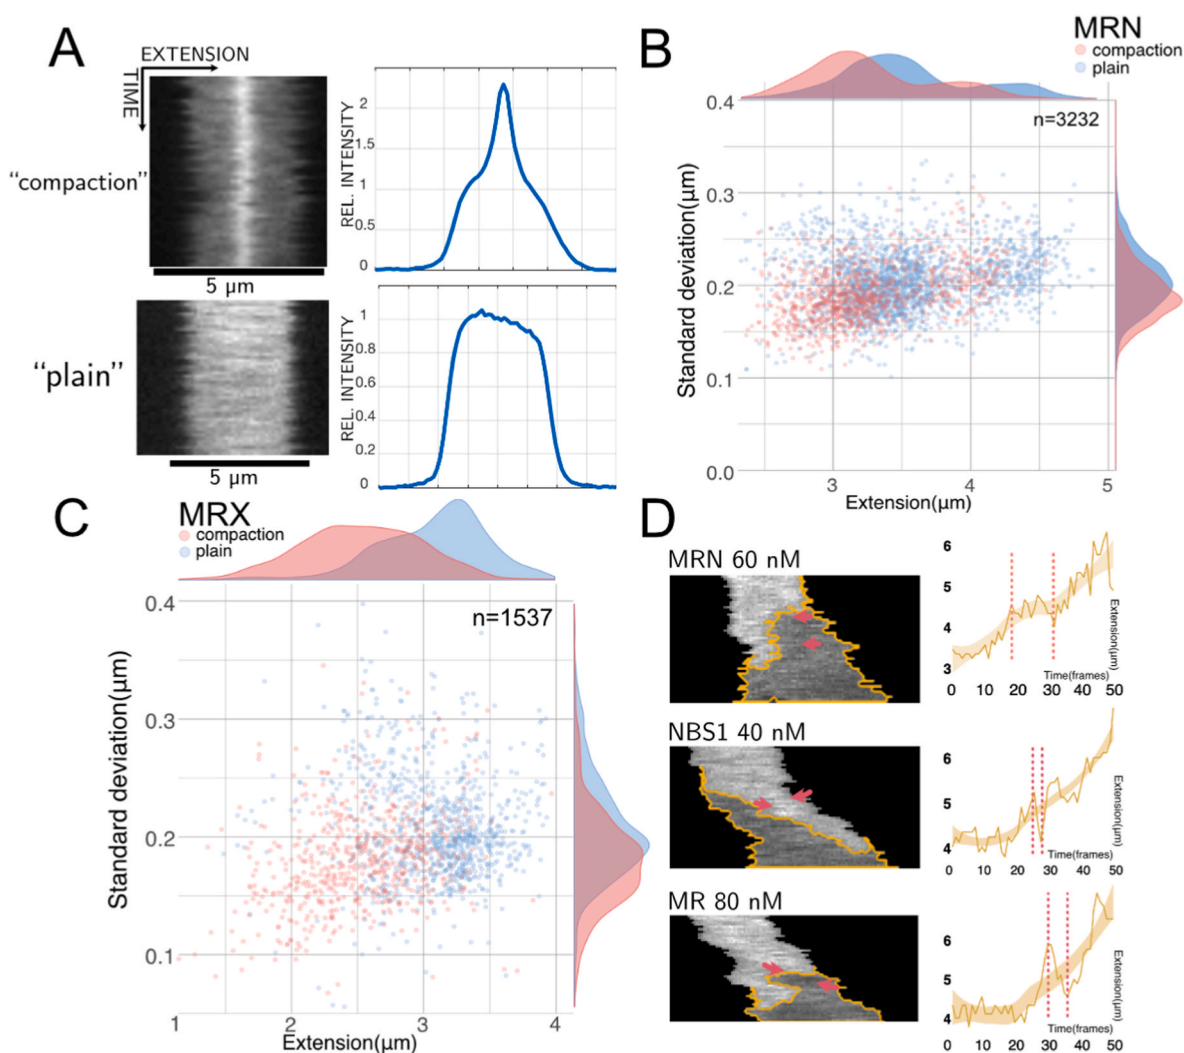 A
EXTENSION
TIME
"compaction"
5 μm
REL. INTENSITY
2
1.5
1
0.5
0
"plain"
5 μm
REL. INTENSITY
1
0.8
0.6
0.4
0.2
0
B
MRN
compaction
plain
n=3232
Standard deviation(μm)
0.4
0.3
0.2
0.1
0.0
3
4
5
Extension(μm)
C
MRX
compaction
plain
n=1537
Standard deviation(μm)
0.4
0.3
0.2
0.1
1
2
3
4
Extension(μm)
D
MRN 60 nM
6
5
4
3
Extension(μm)
Time(frames)
0 10 20 30 40 50
NBS1 40 nM
6
5
4
Extension(μm)
Time(frames)
0 10 20 30 40 50
MR 80 nM
6
5
4
Extension(μm)
Time(frames)
0 10 20 30 40 50